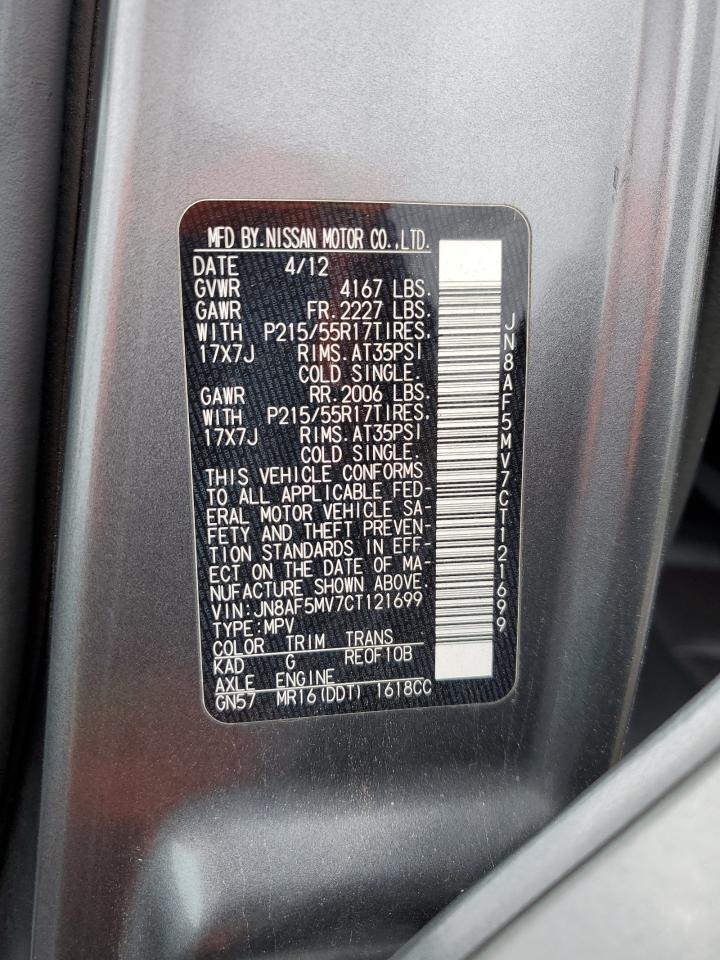 MFD BY.NISSAN MOTOR CO.,LTD.
DATE 4/12
GVWR 4167 LBS.
GAWR FR.2227 LBS.
WITH P215/55R17TIRES.
17X7J RIMS.AT35PSI
COLD SINGLE.
GAWR RR.2006 LBS.
WITH P215/55R17TIRES.
17X7J RIMS.AT35PSI
COLD SINGLE.
THIS VEHICLE CONFORMS
TO ALL APPLICABLE FED-
ERAL MOTOR VEHICLE SA-
FETY AND THEFT PREVEN-
TION STANDARDS IN EFF-
ECT ON THE DATE OF MA-
NUFACTURE SHOWN ABOVE.
VIN:JN8AF5MV7CT121699
TYPE:MPV
COLOR TRIM TRANS
KAD G RE0F10B
AXLE ENGINE
GN57 MR16(DDT) 1618CC
JN8AF5MV7CT121699